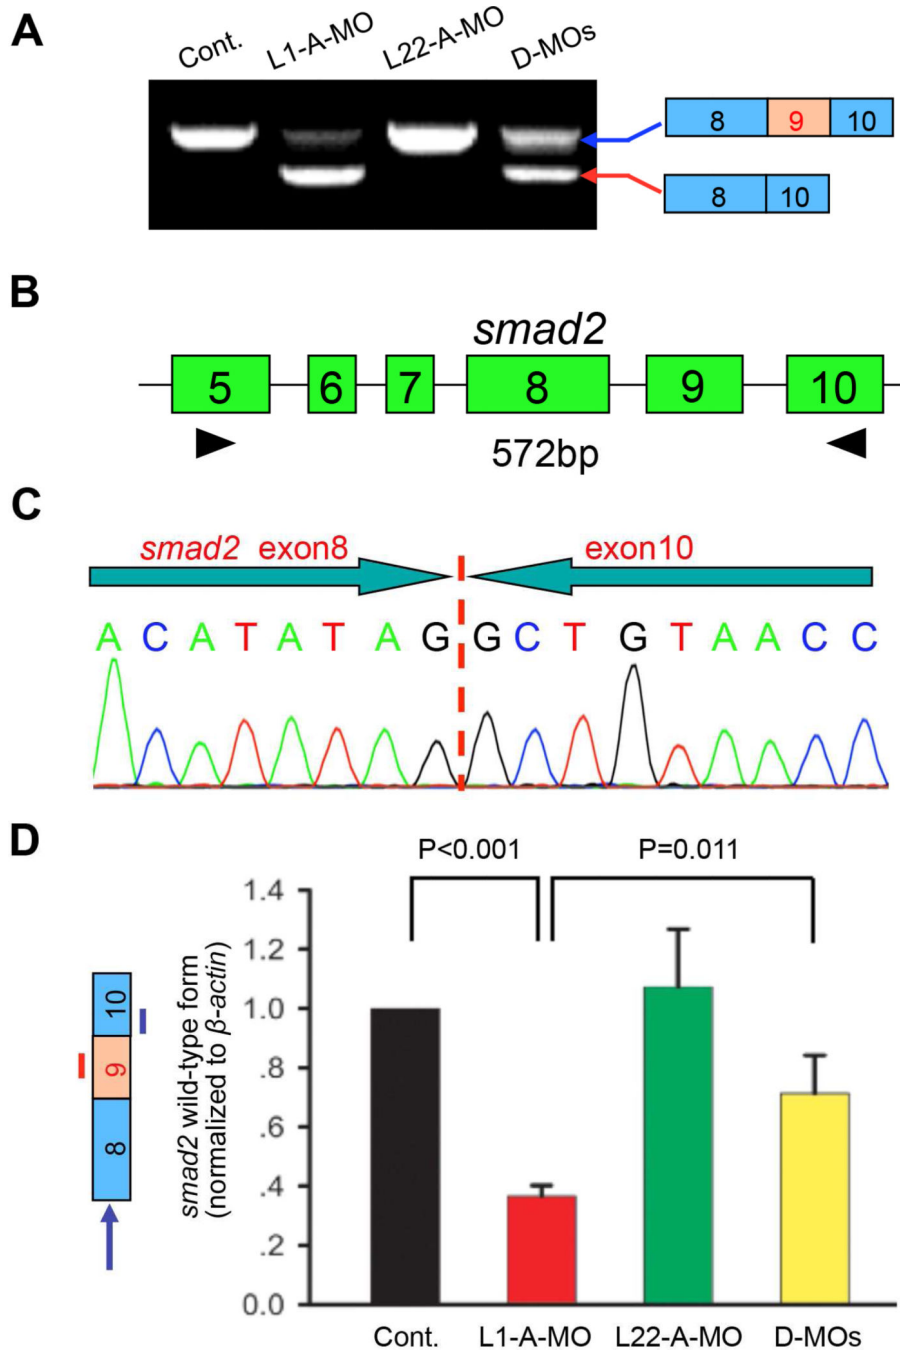 A
Cont. L1-A-MO L22-A-MO D-MOs
8 9 10
8 10
B
smad2
5 6 7 8 9 10
572bp
C
smad2 exon8 exon10
A C A T A T A G G C T G T A A C C
D
P<0.001 P=0.011
10
9
8
smad2 wild-type form
(normalized to β-actin)
1.4
1.2
1.0
.8
.6
.4
.2
0.0
Cont. L1-A-MO L22-A-MO D-MOs